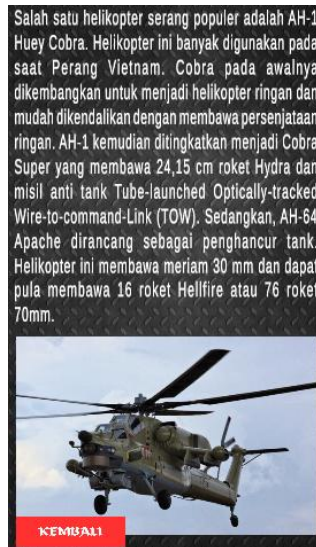 Salah satu helikopter serang populer adalah AH-1
Huey Cobra. Helikopter ini banyak digunakan pada
saat Perang Vietnam. Cobra pada awalnya
dikembangkan untuk menjadi helikopter ringan dan
mudah dikendalikan dengan membawa persenjataan
ringan. AH-1 kemudian ditingkatkan menjadi Cobra
Super yang membawa 24,15 cm roket Hydra dan
misil anti tank Tube-launched Optically-tracked
Wire-to-command-Link (TOW). Sedangkan, AH-64
Apache dirancang sebagai penghancur tank.
Helikopter ini membawa meriam 30 mm dan dapat
pula membawa 16 roket Hellfire atau 76 roket
70mm.
KEMBALI